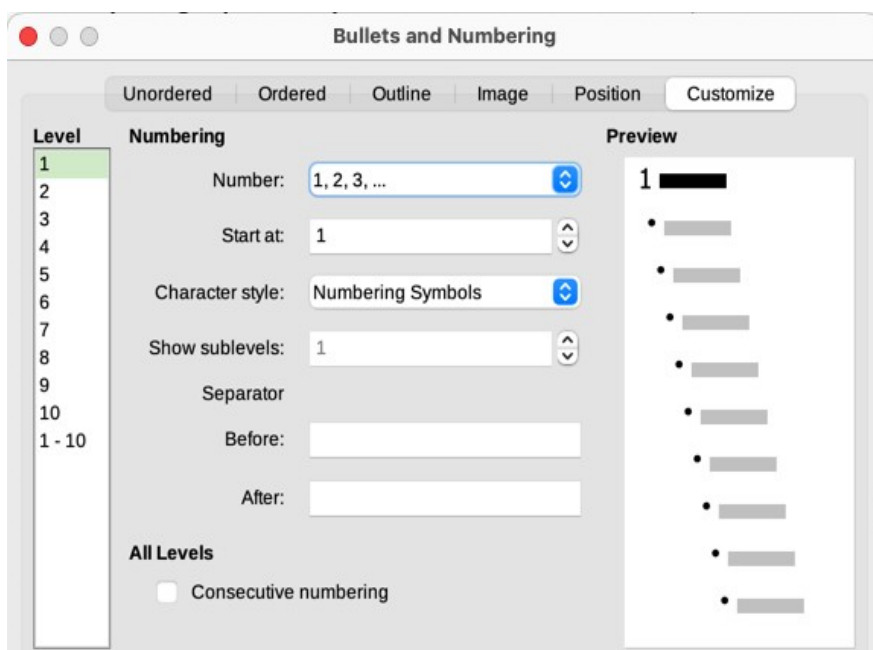 Bullets and Numbering
Unordered Ordered Outline Image Position Customize
Level
1
2
3
4
5
6
7
8
9
10
1 - 10
Numbering
Number: 1, 2, 3, ...
Start at: 1
Character style: Numbering Symbols
Show sublevels: 1
Separator
Before:
After:
All Levels
Consecutive numbering
Preview
1